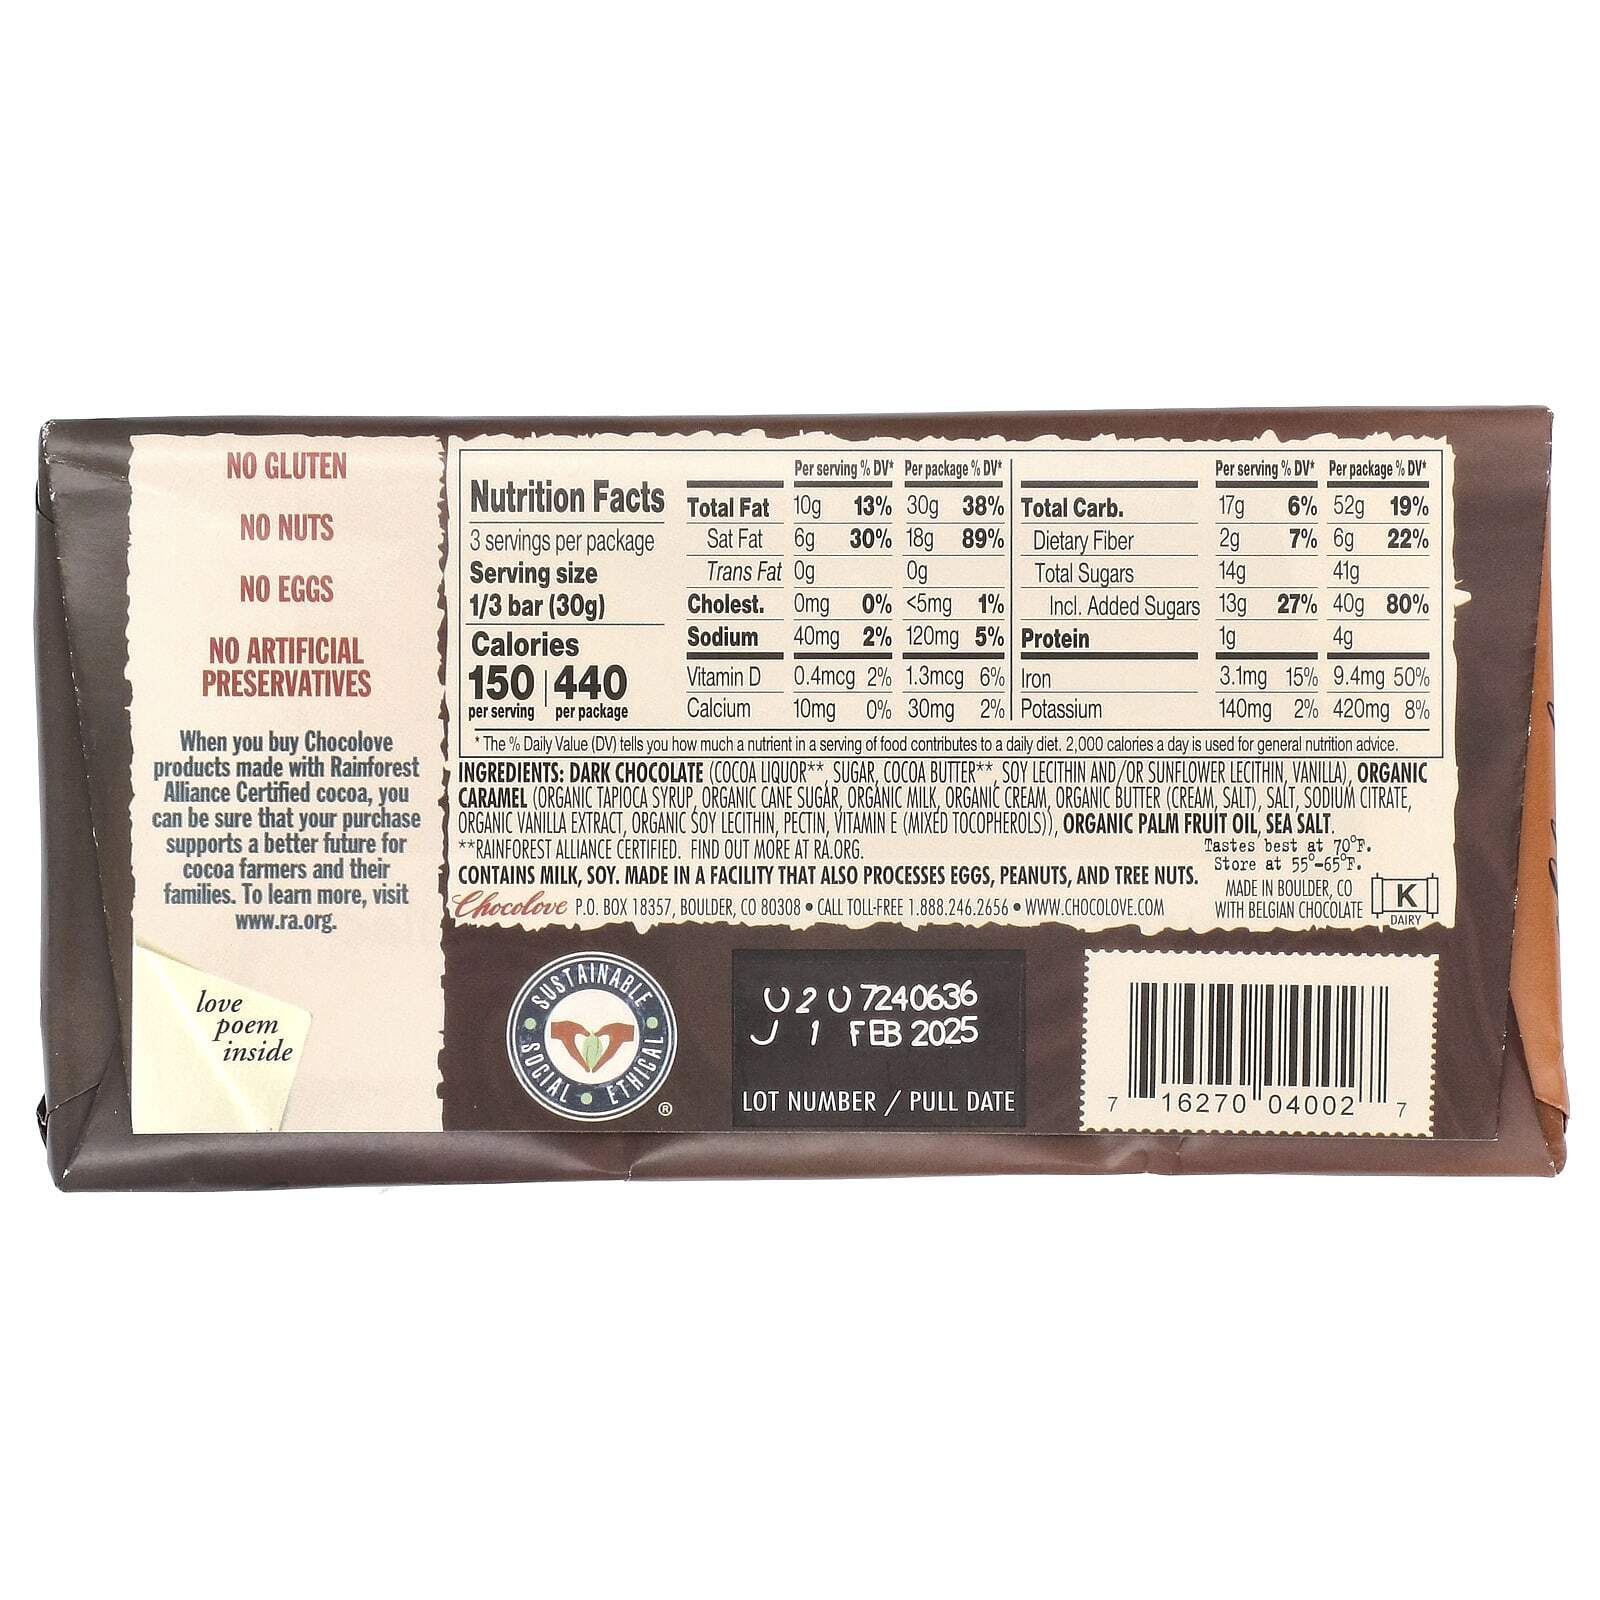 NO GLUTEN
NO NUTS
NO EGGS
NO ARTIFICIAL
PRESERVATIVES
When you buy Chocolove
products made with Rainforest
Alliance Certified cocoa, you
can be sure that your purchase
supports a better future for
cocoa farmers and their
families. To learn more, visit
www.ra.org.
love
poem
inside
Nutrition Facts
3 servings per package
Serving size
1/3 bar (30g)
Calories
150 440
per serving per package
Per serving % DV* Per package % DV*
Total Fat 10g 13% 30g 38%
Sat Fat 6g 30% 18g 89%
Trans Fat 0g 0g
Cholest. 0mg 0% <5mg 1%
Sodium 40mg 2% 120mg 5%
Vitamin D 0.4mcg 2% 1.3mcg 6%
Calcium 10mg 0% 30mg 2%
Per serving % DV* Per package % DV*
Total Carb. 17g 6% 52g 19%
Dietary Fiber 2g 7% 6g 22%
Total Sugars 14g 41g
Incl. Added Sugars 13g 27% 40g 80%
Protein 1g 4g
Iron 3.1mg 15% 9.4mg 50%
Potassium 140mg 2% 420mg 8%
* The % Daily Value (DV) tells you how much a nutrient in a serving of food contributes to a daily diet. 2,000 calories a day is used for general nutrition advice.
INGREDIENTS: DARK CHOCOLATE (COCOA LIQUOR**, SUGAR, COCOA BUTTER**, SOY LECITHIN AND/OR SUNFLOWER LECITHIN, VANILLA), ORGANIC
CARAMEL (ORGANIC TAPIOCA SYRUP, ORGANIC CANE SUGAR, ORGANIC MILK, ORGANIC CREAM, ORGANIC BUTTER (CREAM, SALT), SALT, SODIUM CITRATE,
ORGANIC VANILLA EXTRACT, ORGANIC SOY LECITHIN, PECTIN, VITAMIN E (MIXED TOCOPHEROLS)), ORGANIC PALM FRUIT OIL, SEA SALT.
**RAINFOREST ALLIANCE CERTIFIED. FIND OUT MORE AT RA.ORG.
Tastes best at 70°F.
Store at 55°-65°F.
CONTAINS MILK, SOY. MADE IN A FACILITY THAT ALSO PROCESSES EGGS, PEANUTS, AND TREE NUTS.
Chocolove P.O. BOX 18357, BOULDER, CO 80308 • CALL TOLL-FREE 1.888.246.2656 • WWW.CHOCOLOVE.COM
MADE IN BOULDER, CO
WITH BELGIAN CHOCOLATE
K
DAIRY
SUSTAINABLE
SOCIAL • ETHICAL
®
U 2 U 7240636
J 1 FEB 2025
LOT NUMBER / PULL DATE
7 16270 04002 7